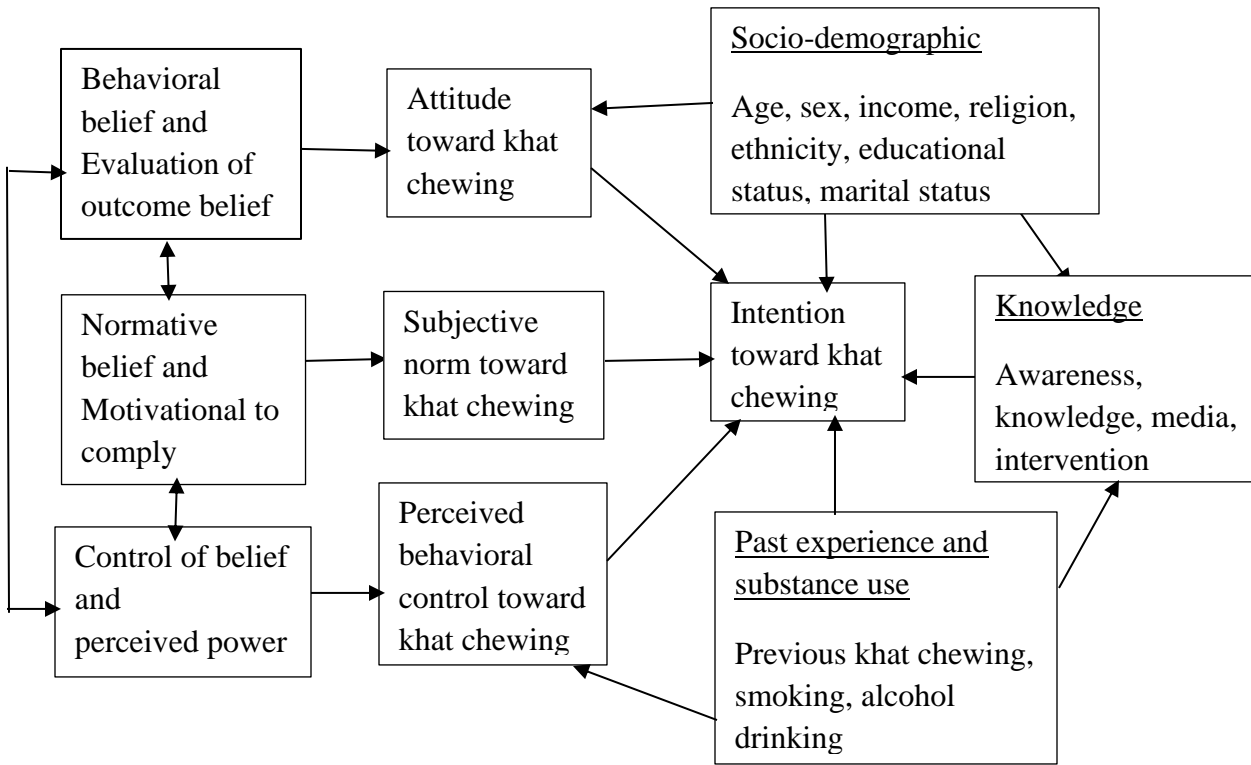 Behavioral
belief and
Evaluation of
outcome belief
Attitude
toward khat
chewing
Socio-demographic
Age, sex, income, religion,
ethnicity, educational
status, marital status
Normative
belief and
Motivational to
comply
Subjective
norm toward
khat chewing
Intention
toward khat
chewing
Knowledge
Awareness,
knowledge, media,
intervention
Control of belief
and
perceived power
Perceived
behavioral
control toward
khat chewing
Past experience and
substance use
Previous khat chewing,
smoking, alcohol
drinking